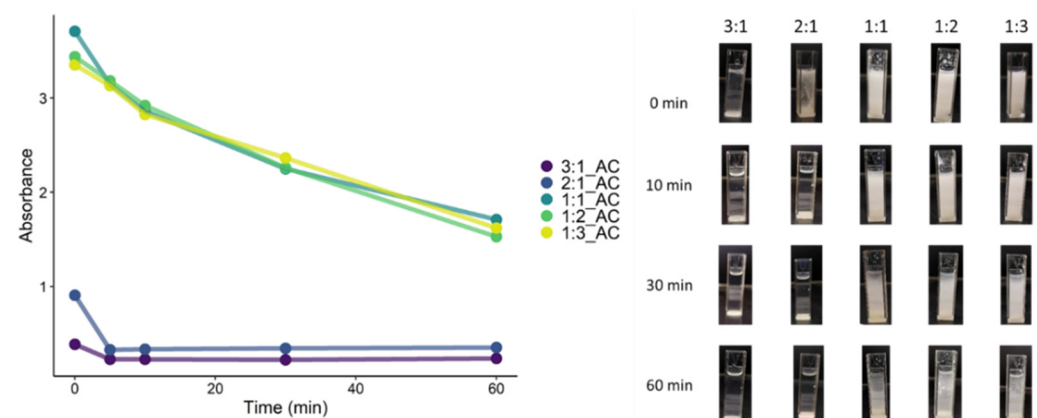 3
2
1
Absorbance
0
20
40
60
Time (min)
3:1_AC
2:1_AC
1:1_AC
1:2_AC
1:3_AC
3:1
2:1
1:1
1:2
1:3
0 min
10 min
30 min
60 min